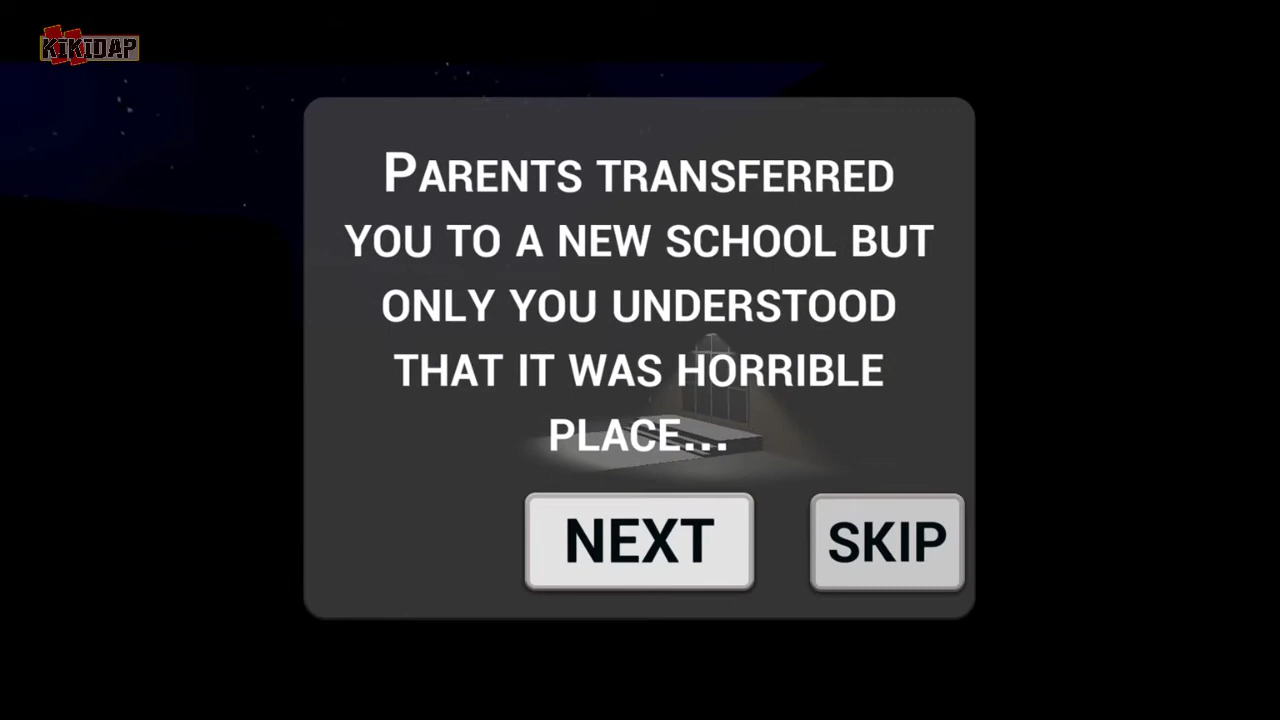 KIKIDAP
PARENTS TRANSFERRED
YOU TO A NEW SCHOOL BUT
ONLY YOU UNDERSTOOD
THAT IT WAS HORRIBLE
PLACE...
NEXT
SKIP